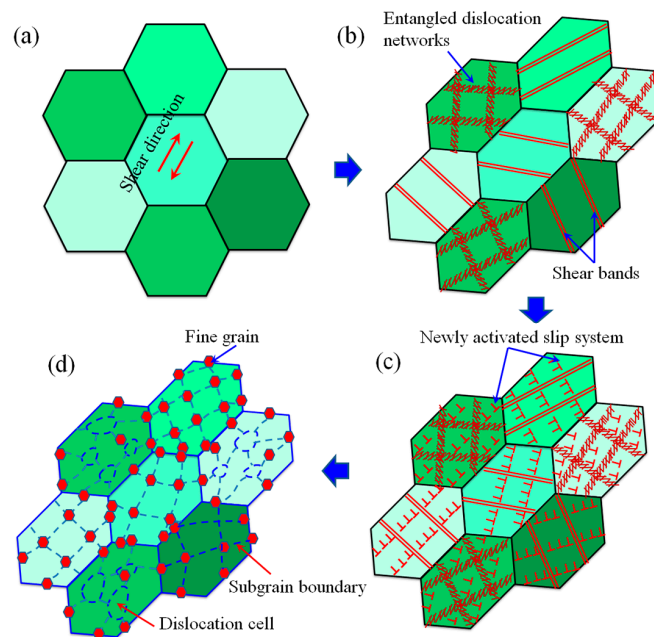 (a)
Shear direction
(b)
Entangled dislocation
networks
Shear bands
Newly activated slip system
(c)
(d)
Fine grain
Subgrain boundary
Dislocation cell